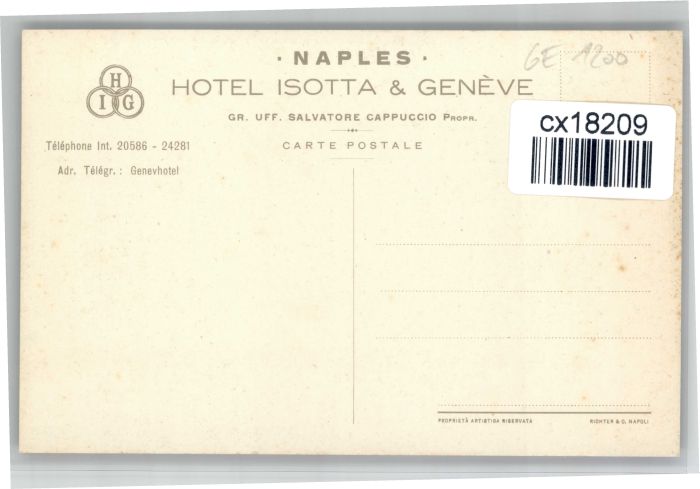 · NAPLES ·
GE 1200
H
I G
HOTEL ISOTTA & GENÈVE
GR. UFF. SALVATORE CAPPUCCIO PROPR.
cx18209
Téléphone Int. 20586 - 24281
CARTE POSTALE
Adr. Télégr. : Genevhotel
PROPRIETÀ ARTISTICA RISERVATA
RICHTER & C. NAPOLI